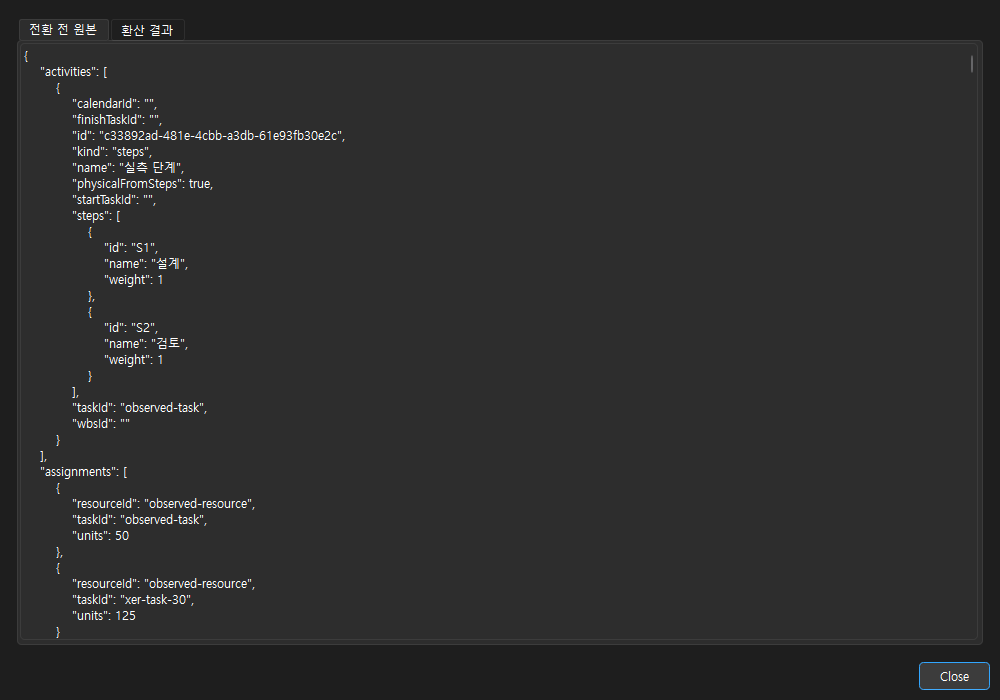 전환 전 원본
환산 결과
{
"activities": [
{
"calendarId": "",
"finishTaskId": "",
"id": "c33892ad-481e-4cbb-a3db-61e93fb30e2c",
"kind": "steps",
"name": "실측 단계",
"physicalFromSteps": true,
"startTaskId": "",
"steps": [
{
"id": "S1",
"name": "설계",
"weight": 1
},
{
"id": "S2",
"name": "검토",
"weight": 1
}
],
"taskId": "observed-task",
"wbsId": ""
}
],
"assignments": [
{
"resourceId": "observed-resource",
"taskId": "observed-task",
"units": 50
},
{
"resourceId": "observed-resource",
"taskId": "xer-task-30",
"units": 125
}
Close